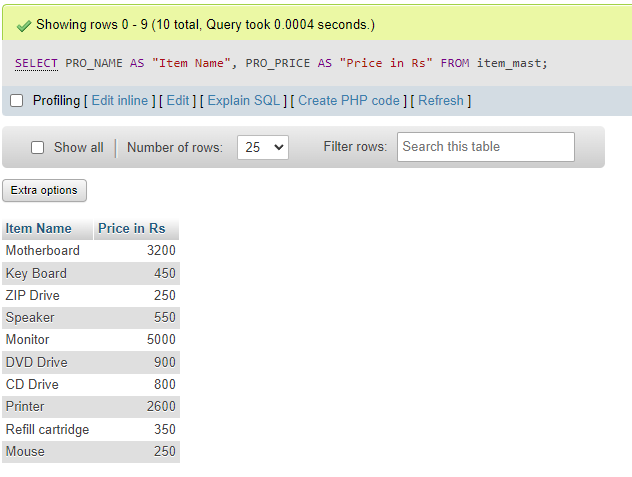 Showing rows 0 - 9 (10 total, Query took 0.0004 seconds.)
SELECT PRO_NAME AS "Item Name", PRO_PRICE AS "Price in Rs" FROM item_mast;
Profiling [ Edit inline ] [ Edit ] [ Explain SQL ] [ Create PHP code ] [ Refresh ]
Show all Number of rows: 25 Filter rows: Search this table
Extra options
Item Name Price in Rs
Motherboard 3200
Key Board 450
ZIP Drive 250
Speaker 550
Monitor 5000
DVD Drive 900
CD Drive 800
Printer 2600
Refill cartridge 350
Mouse 250